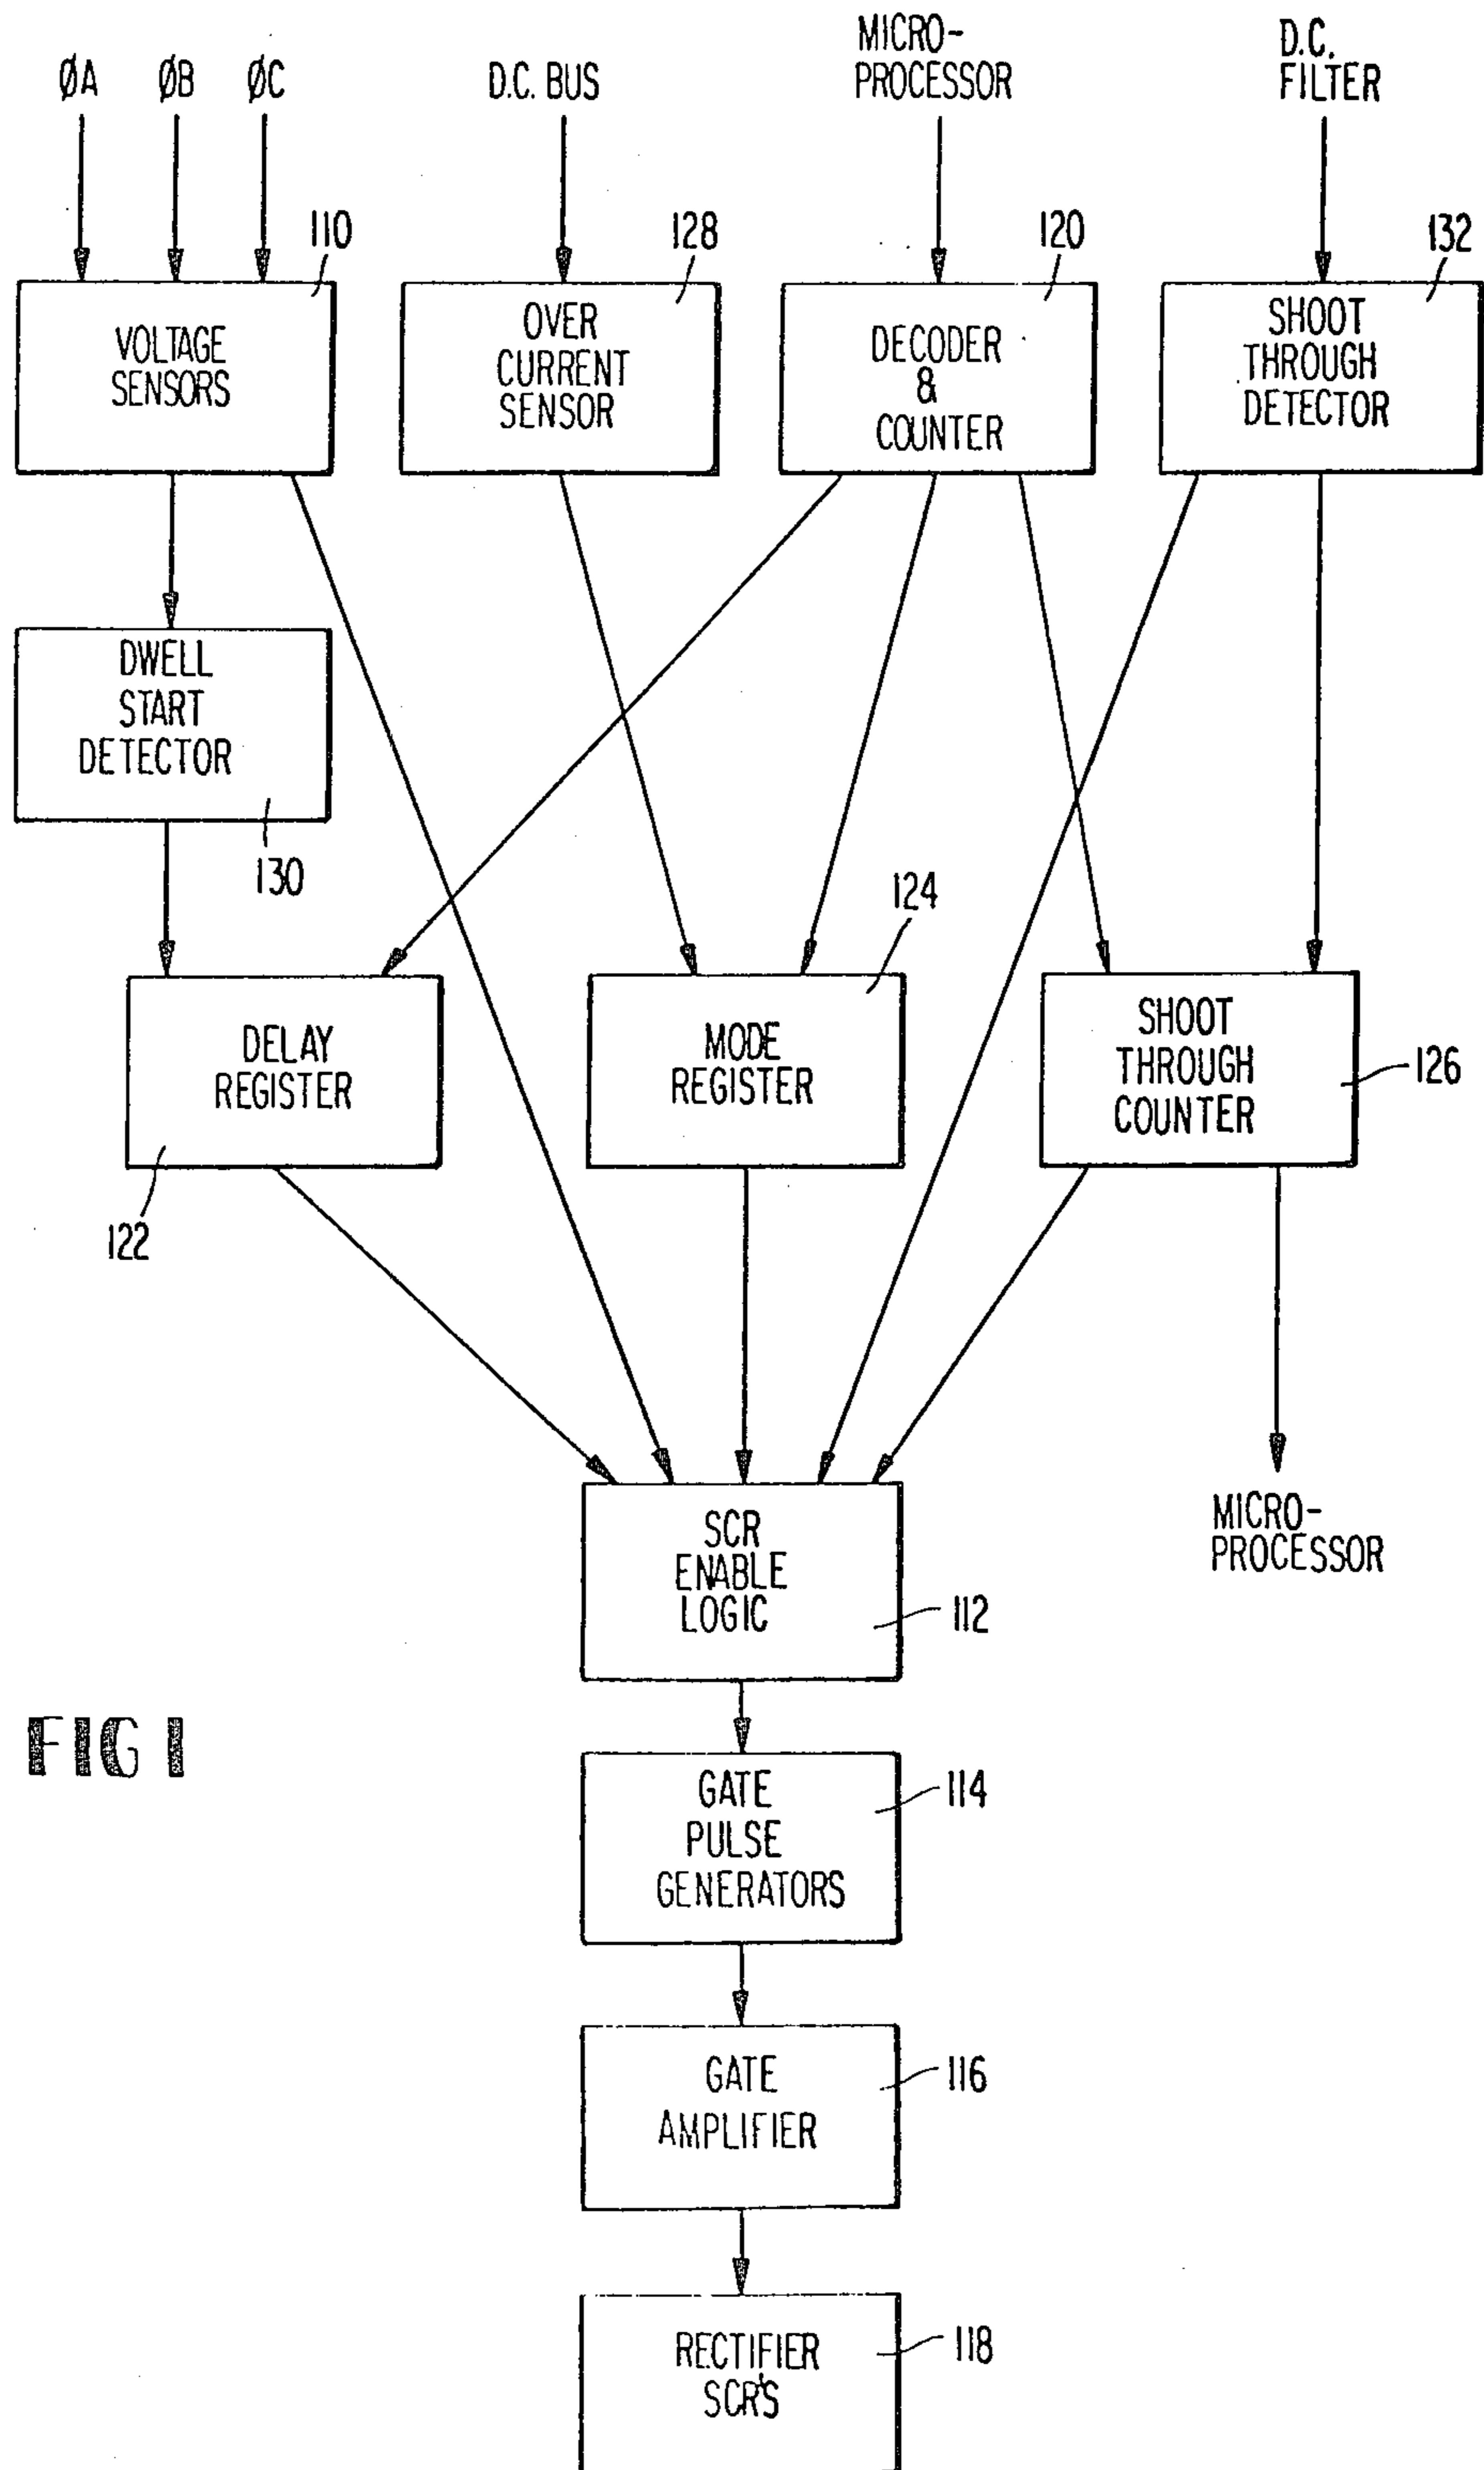 ØA ØB ØC D.C. BUS MICRO- D.C.
PROCESSOR FILTER
110 128 120 132
VOLTAGE
SENSORS
OVER
CURRENT
SENSOR
DECODER
&
COUNTER
SHOOT
THROUGH
DETECTOR
DWELL
START
DETECTOR
130
124
DELAY
REGISTER
122
MODE
REGISTER
SHOOT
THROUGH
COUNTER
126
SCR
ENABLE
LOGIC
112
MICRO-
PROCESSOR
FIG 1
GATE
PULSE
GENERATORS
114
GATE
AMPLIFIER
116
RECTIFIER
SCR'S
118